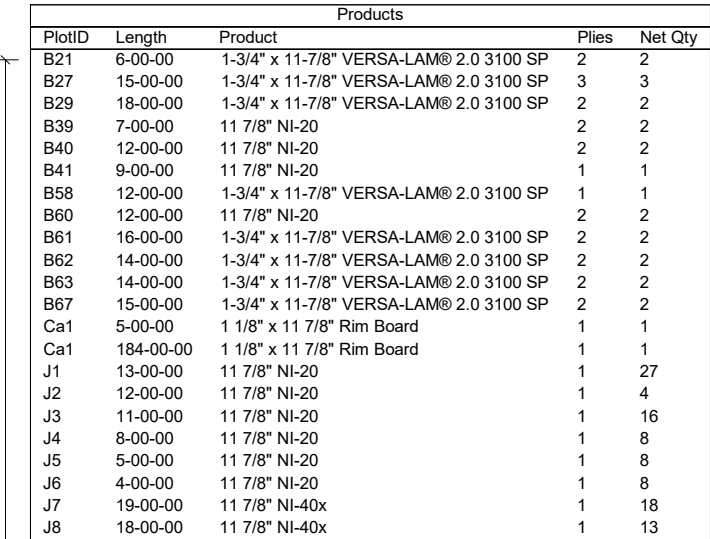 Products
PlotID Length Product Plies Net Qty
B21 6-00-00 1-3/4" x 11-7/8" VERSA-LAM® 2.0 3100 SP 2 2
B27 15-00-00 1-3/4" x 11-7/8" VERSA-LAM® 2.0 3100 SP 3 3
B29 18-00-00 1-3/4" x 11-7/8" VERSA-LAM® 2.0 3100 SP 2 2
B39 7-00-00 11 7/8" NI-20 2 2
B40 12-00-00 11 7/8" NI-20 2 2
B41 9-00-00 11 7/8" NI-20 1 1
B58 12-00-00 1-3/4" x 11-7/8" VERSA-LAM® 2.0 3100 SP 1 1
B60 12-00-00 11 7/8" NI-20 2 2
B61 16-00-00 1-3/4" x 11-7/8" VERSA-LAM® 2.0 3100 SP 2 2
B62 14-00-00 1-3/4" x 11-7/8" VERSA-LAM® 2.0 3100 SP 2 2
B63 14-00-00 1-3/4" x 11-7/8" VERSA-LAM® 2.0 3100 SP 2 2
B67 15-00-00 1-3/4" x 11-7/8" VERSA-LAM® 2.0 3100 SP 2 2
Ca1 5-00-00 1 1/8" x 11 7/8" Rim Board 1 1
Ca1 184-00-00 1 1/8" x 11 7/8" Rim Board 1 1
J1 13-00-00 11 7/8" NI-20 1 27
J2 12-00-00 11 7/8" NI-20 1 4
J3 11-00-00 11 7/8" NI-20 1 16
J4 8-00-00 11 7/8" NI-20 1 8
J5 5-00-00 11 7/8" NI-20 1 8
J6 4-00-00 11 7/8" NI-20 1 8
J7 19-00-00 11 7/8" NI-40x 1 18
J8 18-00-00 11 7/8" NI-40x 1 13